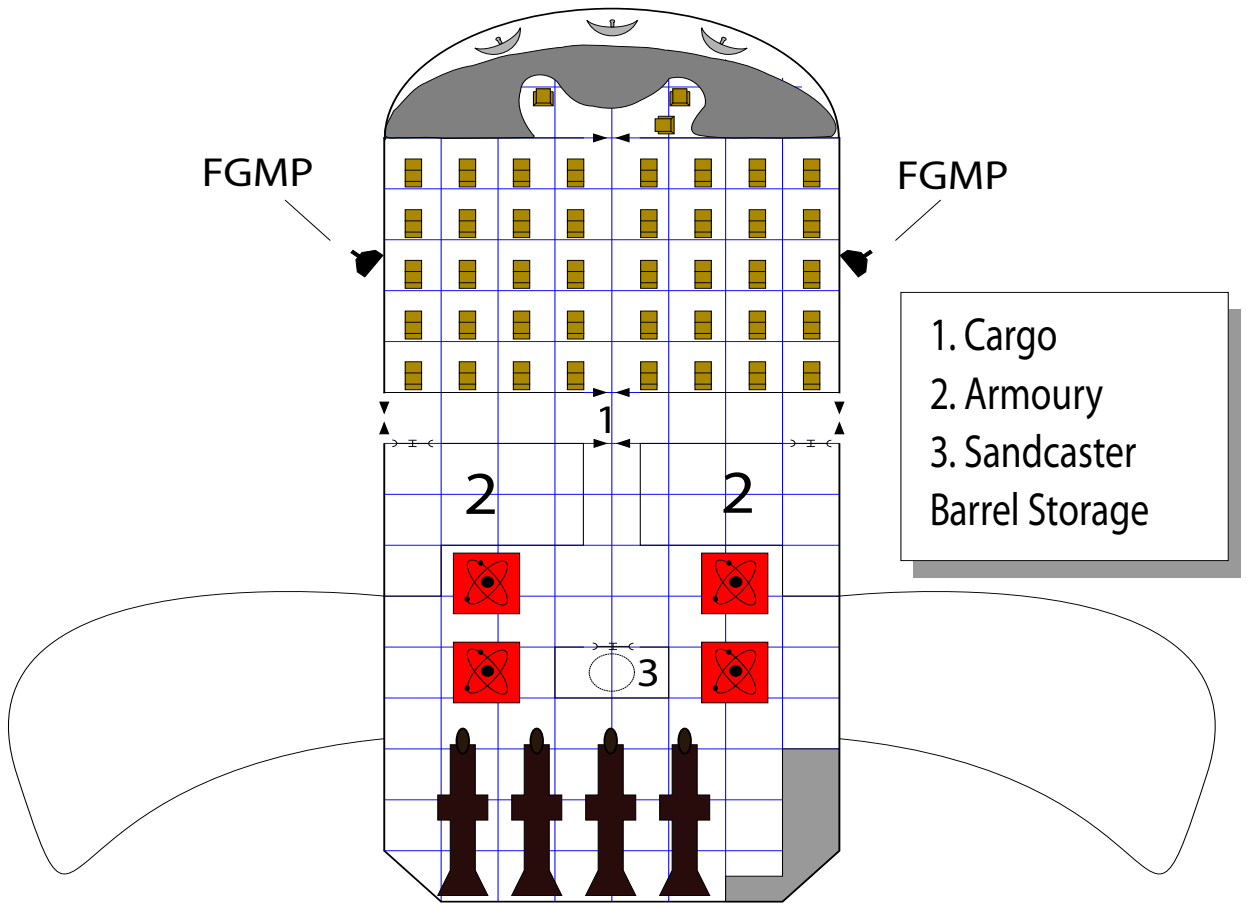 FGMP
FGMP
1
2
2
3
1. Cargo
2. Armoury
3. Sandcaster
Barrel Storage